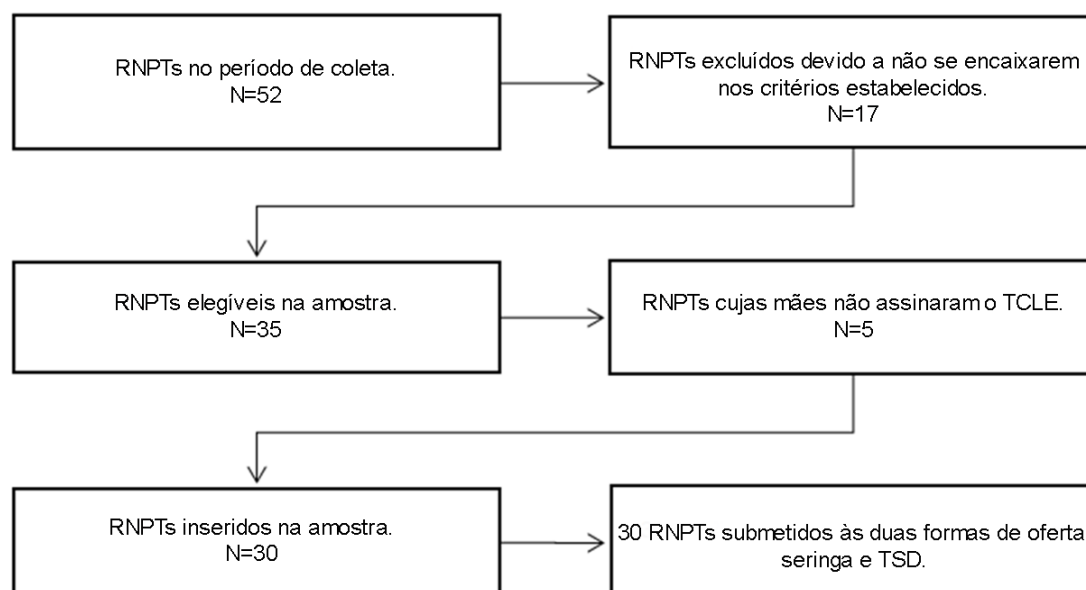 RNPTs no período de coleta.
N=52
RNPTs excluídos devido a não se encaixarem
nos critérios estabelecidos.
N=17
RNPTs elegíveis na amostra.
N=35
RNPTs cujas mães não assinaram o TCLE.
N=5
RNPTs inseridos na amostra.
N=30
30 RNPTs submetidos às duas formas de oferta
seringa e TSD.